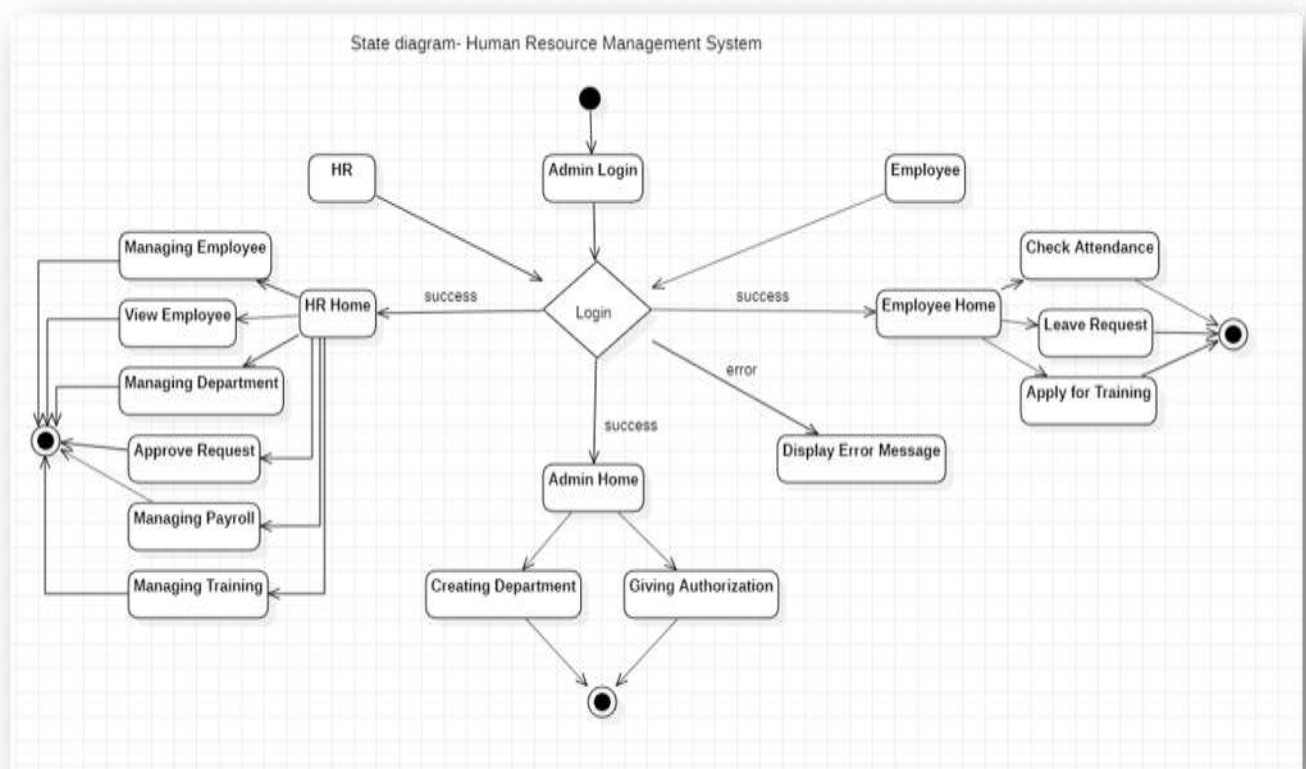 State diagram- Human Resource Management System
HR
Admin Login
Employee
Managing Employee
Check Attendance
View Employee
HR Home
success
Login
success
Employee Home
Leave Request
Managing Department
error
Apply for Training
success
Approve Request
Display Error Message
Admin Home
Managing Payroll
Managing Training
Creating Department
Giving Authorization